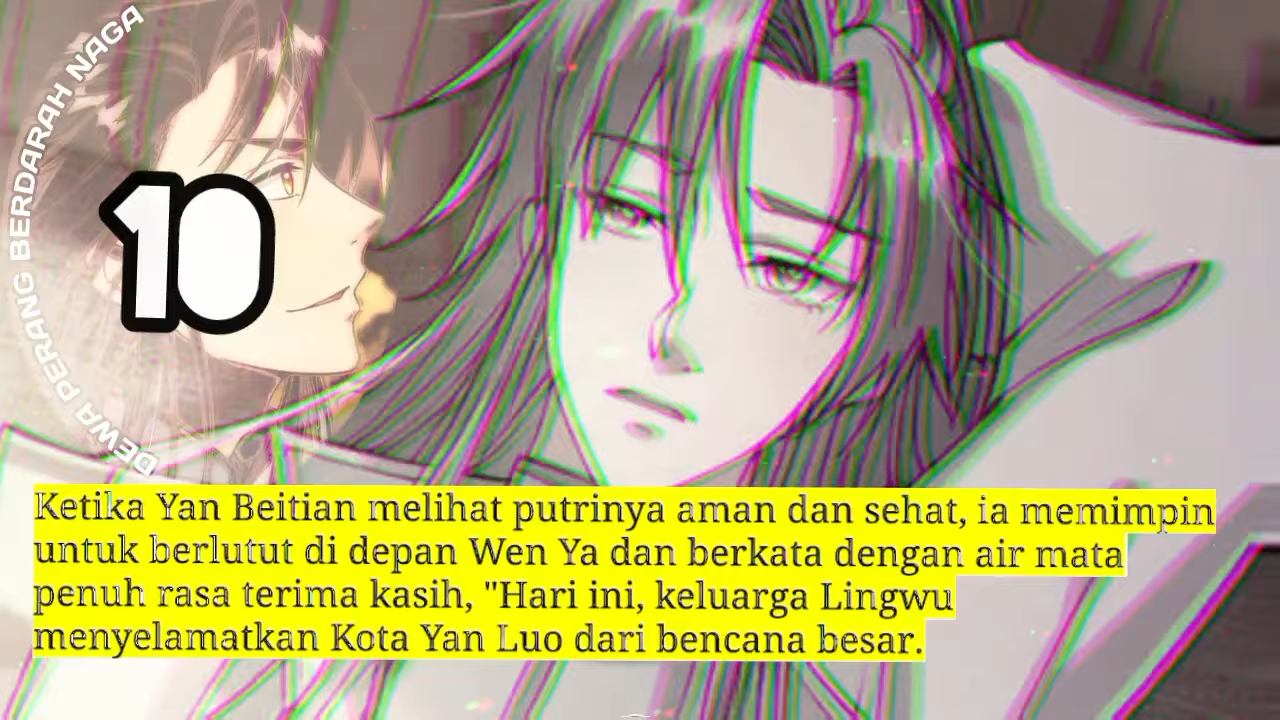 DEWA PERANG BERDARAH NAGA
10
Ketika Yan Beitian melihat putrinya aman dan sehat, ia memimpin
untuk berlutut di depan Wen Ya dan berkata dengan air mata
penuh rasa terima kasih, "Hari ini, keluarga Lingwu
menyelamatkan Kota Yan Luo dari bencana besar.